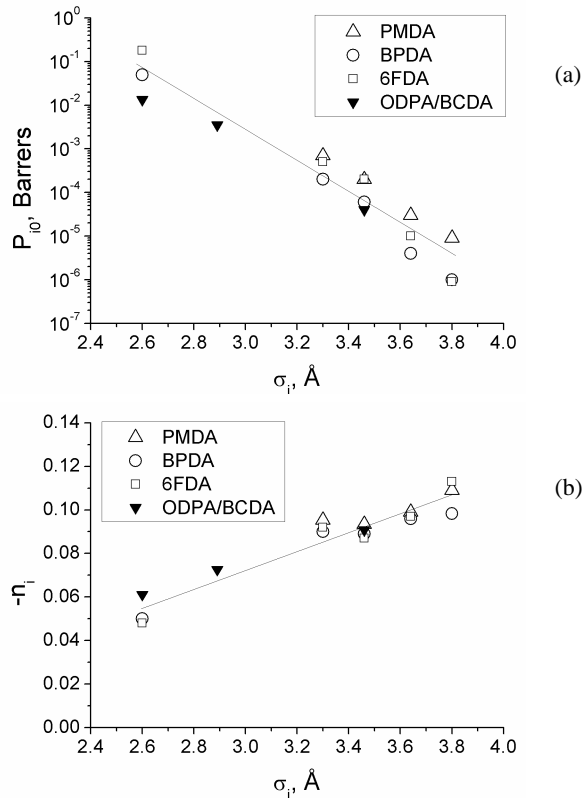 10⁰
10⁻¹
10⁻²
10⁻³
10⁻⁴
10⁻⁵
10⁻⁶
10⁻⁷
P_i0, Barrers
PMDA
BPDA
6FDA
ODPA/BCDA
(a)
2.4 2.6 2.8 3.0 3.2 3.4 3.6 3.8 4.0
σ_i, Å
0.14
0.12
0.10
0.08
0.06
0.04
0.02
0.00
-n_i
PMDA
BPDA
6FDA
ODPA/BCDA
(b)
2.4 2.6 2.8 3.0 3.2 3.4 3.6 3.8 4.0
σ_i, Å